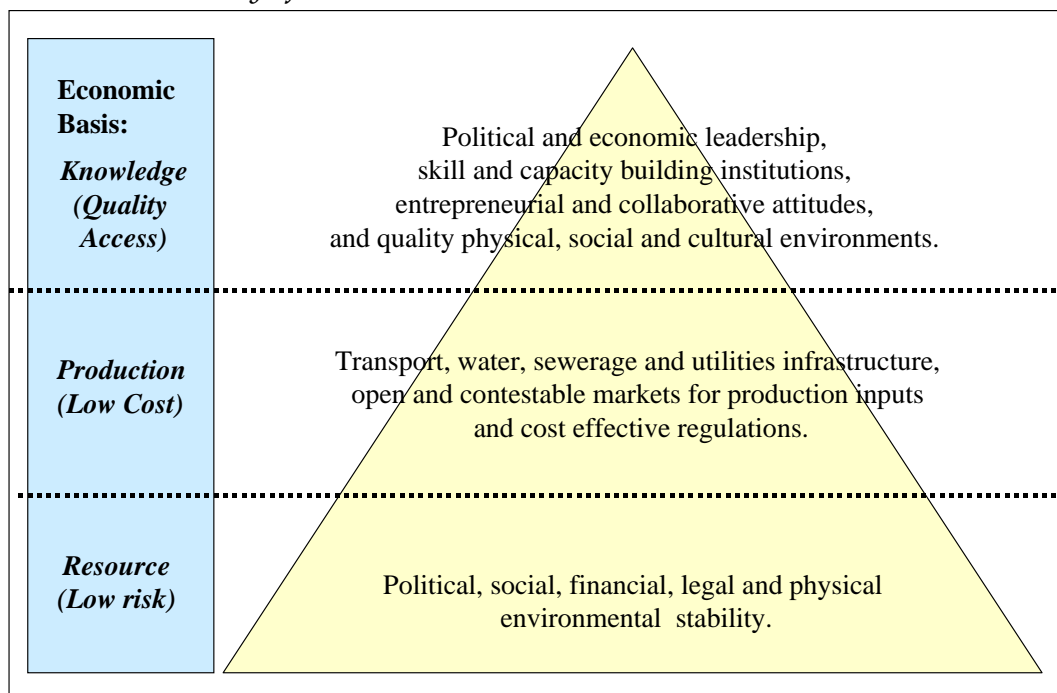 Economic
Basis:
Knowledge
(Quality
Access)
Political and economic leadership,
skill and capacity building institutions,
entrepreneurial and collaborative attitudes,
and quality physical, social and cultural environments.
Production
(Low Cost)
Transport, water, sewerage and utilities infrastructure,
open and contestable markets for production inputs
and cost effective regulations.
Resource
(Low risk)
Political, social, financial, legal and physical
environmental stability.